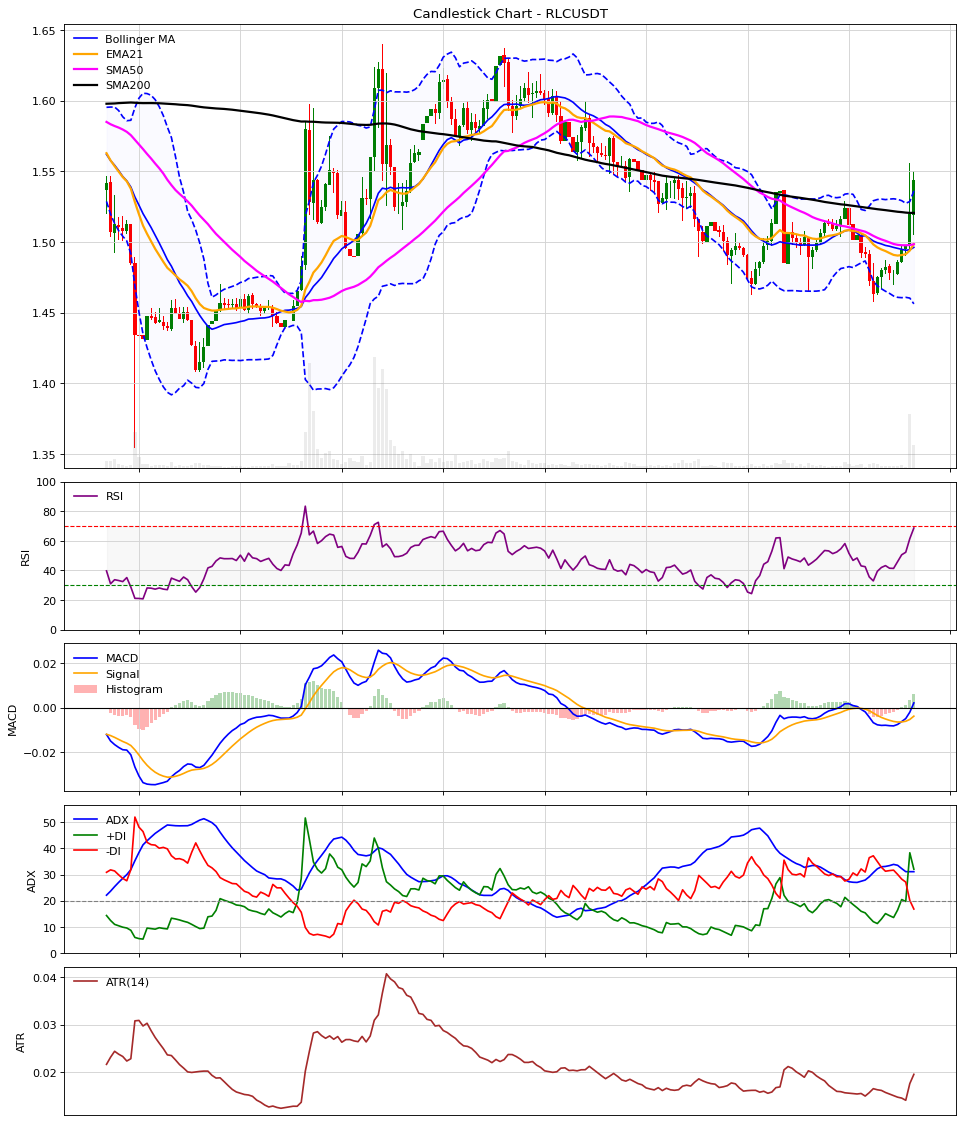 Candlestick Chart - RLCUSDT
Bollinger MA
EMA21
SMA50
SMA200
1.65
1.60
1.55
1.50
1.45
1.40
1.35
RSI
RSI
100
80
60
40
20
0
MACD
Signal
Histogram
MACD
0.02
0.00
−0.02
ADX
+DI
-DI
ADX
50
40
30
20
10
0
ATR(14)
ATR
0.04
0.03
0.02